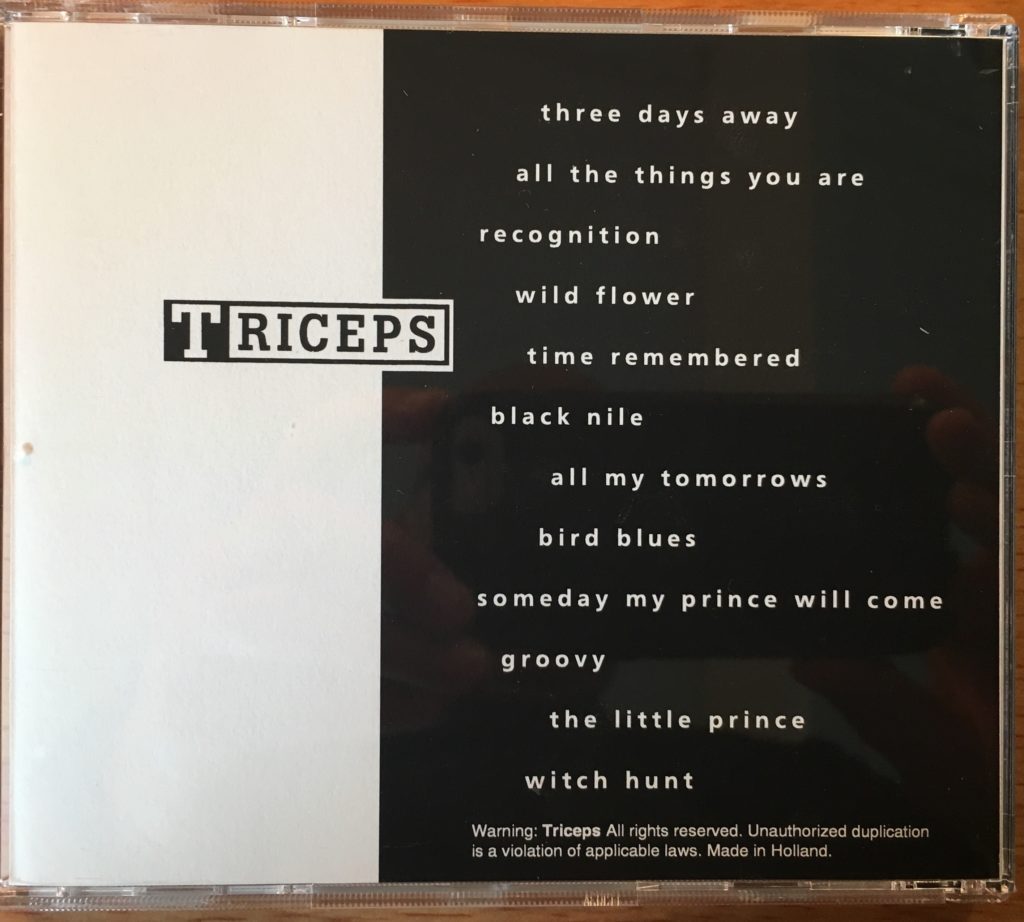 three days away
all the things you are
recognition
wild flower
TRICEPS
time remembered
black nile
all my tomorrows
bird blues
someday my prince will come
groovy
the little prince
witch hunt
Warning: Triceps All rights reserved. Unauthorized duplication
is a violation of applicable laws. Made in Holland.